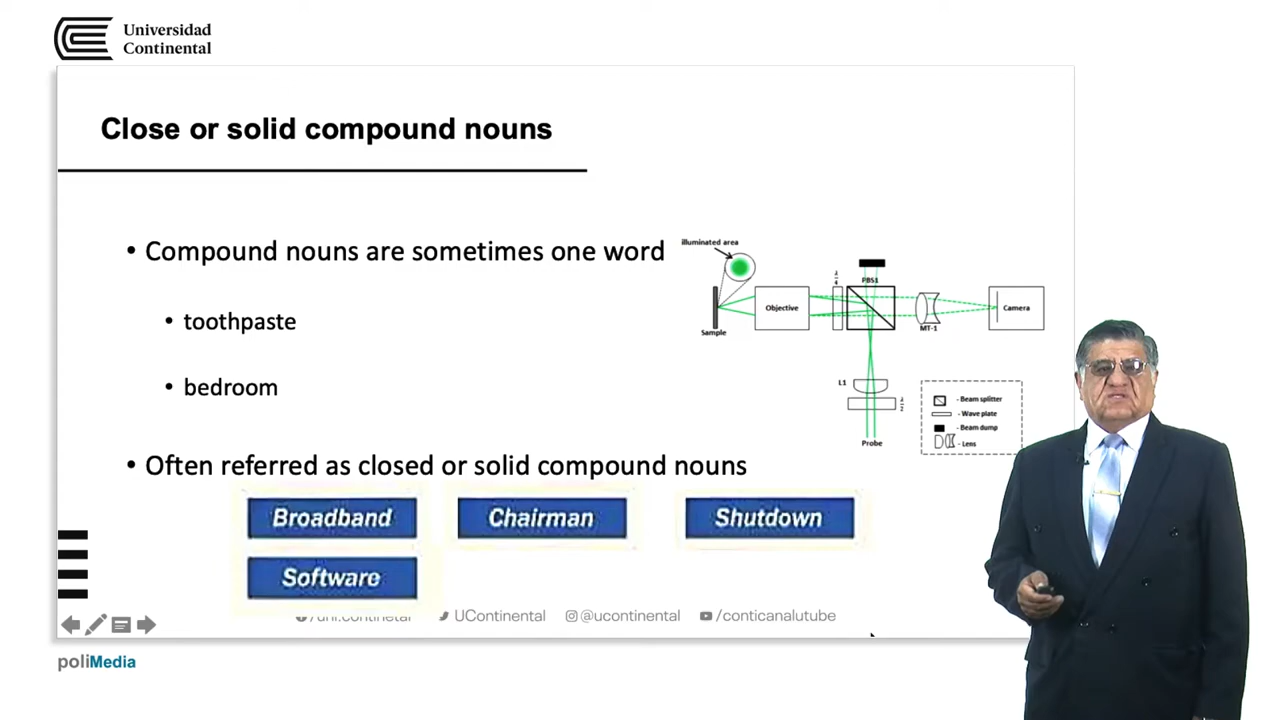 Universidad
Continental
Close or solid compound nouns
• Compound nouns are sometimes one word
• toothpaste
• bedroom
illuminated area
Sample
Objective
PBS1
MT-1
Camera
L1
Probe
- Beam splitter
- Wave plate
- Beam dump
- Lens
• Often referred as closed or solid compound nouns
Broadband
Chairman
Shutdown
Software
UContinental
@ucontinental
/conticanalutube
poliMedia